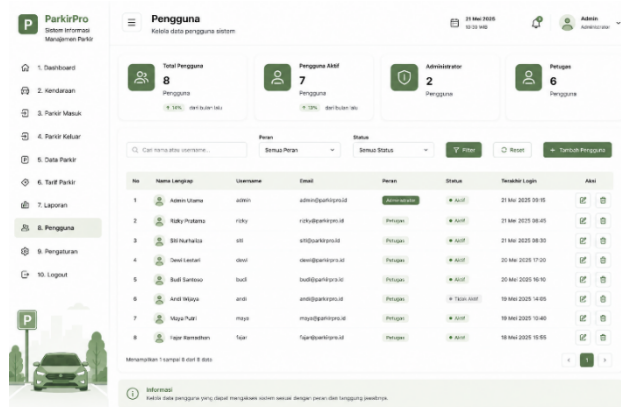 P
ParkirPro
Sistem Informasi
Manajemen Parkir
Pengguna
Kelola data pengguna sistem
21 Mei 2025
Admin
Administrator
1. Dashboard
2. Kendaraan
3. Parkir Masuk
4. Parkir Keluar
5. Data Parkir
6. Tarif Parkir
7. Laporan
8. Pengguna
9. Pengaturan
10. Logout
P
Total Pengguna
8
Pengguna
dari bulan lalu
Pengguna Aktif
7
Pengguna
dari bulan lalu
Administrator
2
Pengguna
Petugas
6
Pengguna
Cari nama atau username...
Peran
Semua Peran
Status
Semua Status
Filter
Reset
+ Tambah Pengguna
No Nama Lengkap Username Email Peran Status Terakhir Login Aksi
1 Admin Utama admin admin@parkirpro.id Administrator Aktif 21 Mei 2025 09:15
2 Rizky Pratama rizky rizky@parkirpro.id Petugas Aktif 21 Mei 2025 08:45
3 Siti Nurhaliza siti siti@parkirpro.id Petugas Aktif 21 Mei 2025 08:30
4 Dewi Lestari dewi dewi@parkirpro.id Petugas Aktif 20 Mei 2025 17:20
5 Budi Santoso budi budi@parkirpro.id Petugas Aktif 20 Mei 2025 16:10
6 Andi Wijaya andi andi@parkirpro.id Petugas Tidak Aktif 19 Mei 2025 14:05
7 Maya Putri maya maya@parkirpro.id Petugas Aktif 19 Mei 2025 13:40
8 Fajar Ramadhan fajar fajar@parkirpro.id Petugas Aktif 18 Mei 2025 15:55
Menampilkan 1 sampai 8 dari 8 data
< 1 >
Informasi
Kelola data pengguna yang dapat mengakses sistem sesuai dengan peran dan tanggung jawabnya.